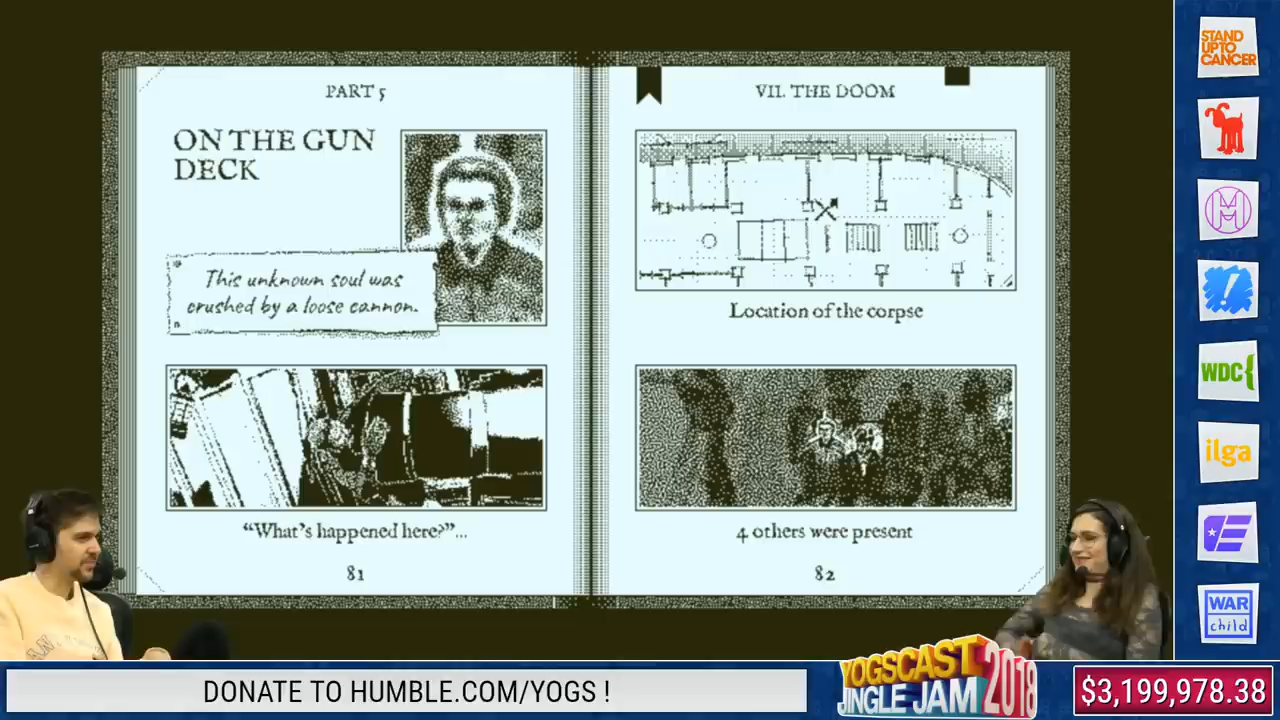 PART 5
ON THE GUN
DECK
This unknown soul was
crushed by a loose cannon.
"What's happened here?"...
81
VII. THE DOOM
Location of the corpse
4 others were present
82
STAND
UP TO
CANCER
WDC
ilga
WAR
child
DONATE TO HUMBLE.COM/YOGS !
YOGSCAST
JINGLE JAM 2018
$3,199,978.38